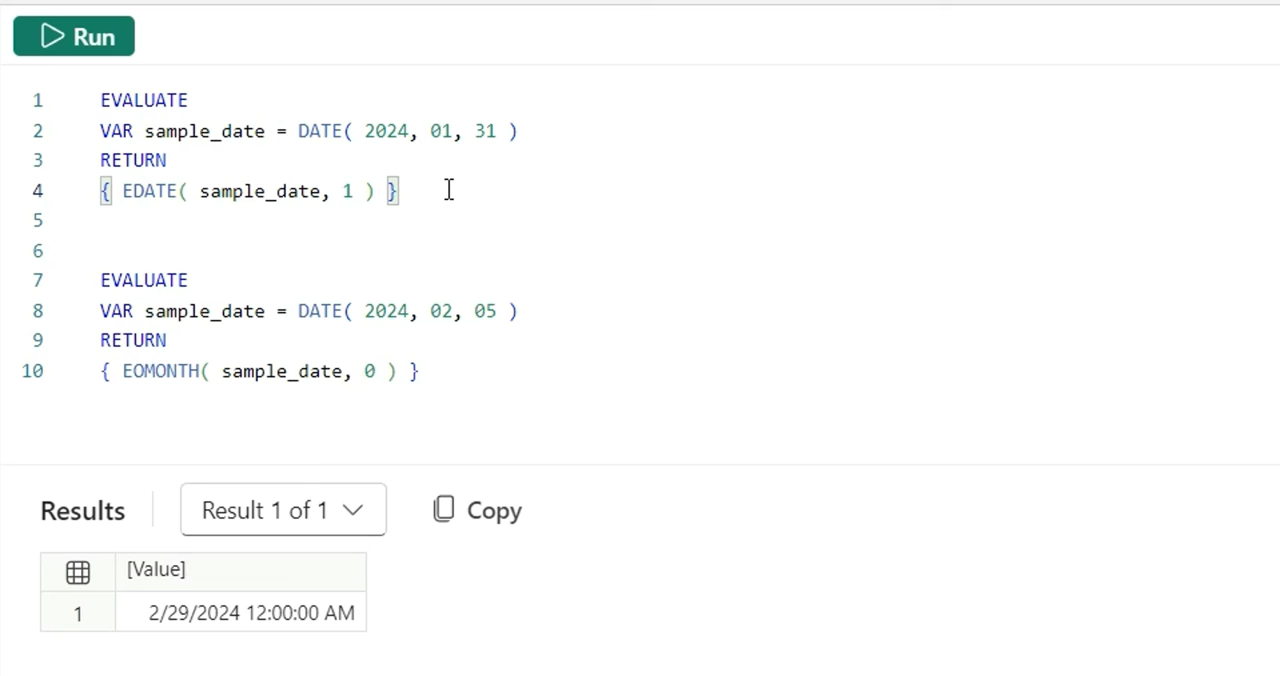 Run
1 EVALUATE
2 VAR sample_date = DATE( 2024, 01, 31 )
3 RETURN
4 { EDATE( sample_date, 1 ) }
5
6
7 EVALUATE
8 VAR sample_date = DATE( 2024, 02, 05 )
9 RETURN
10 { EOMONTH( sample_date, 0 ) }
Results Result 1 of 1 Copy
[Value]
1 2/29/2024 12:00:00 AM